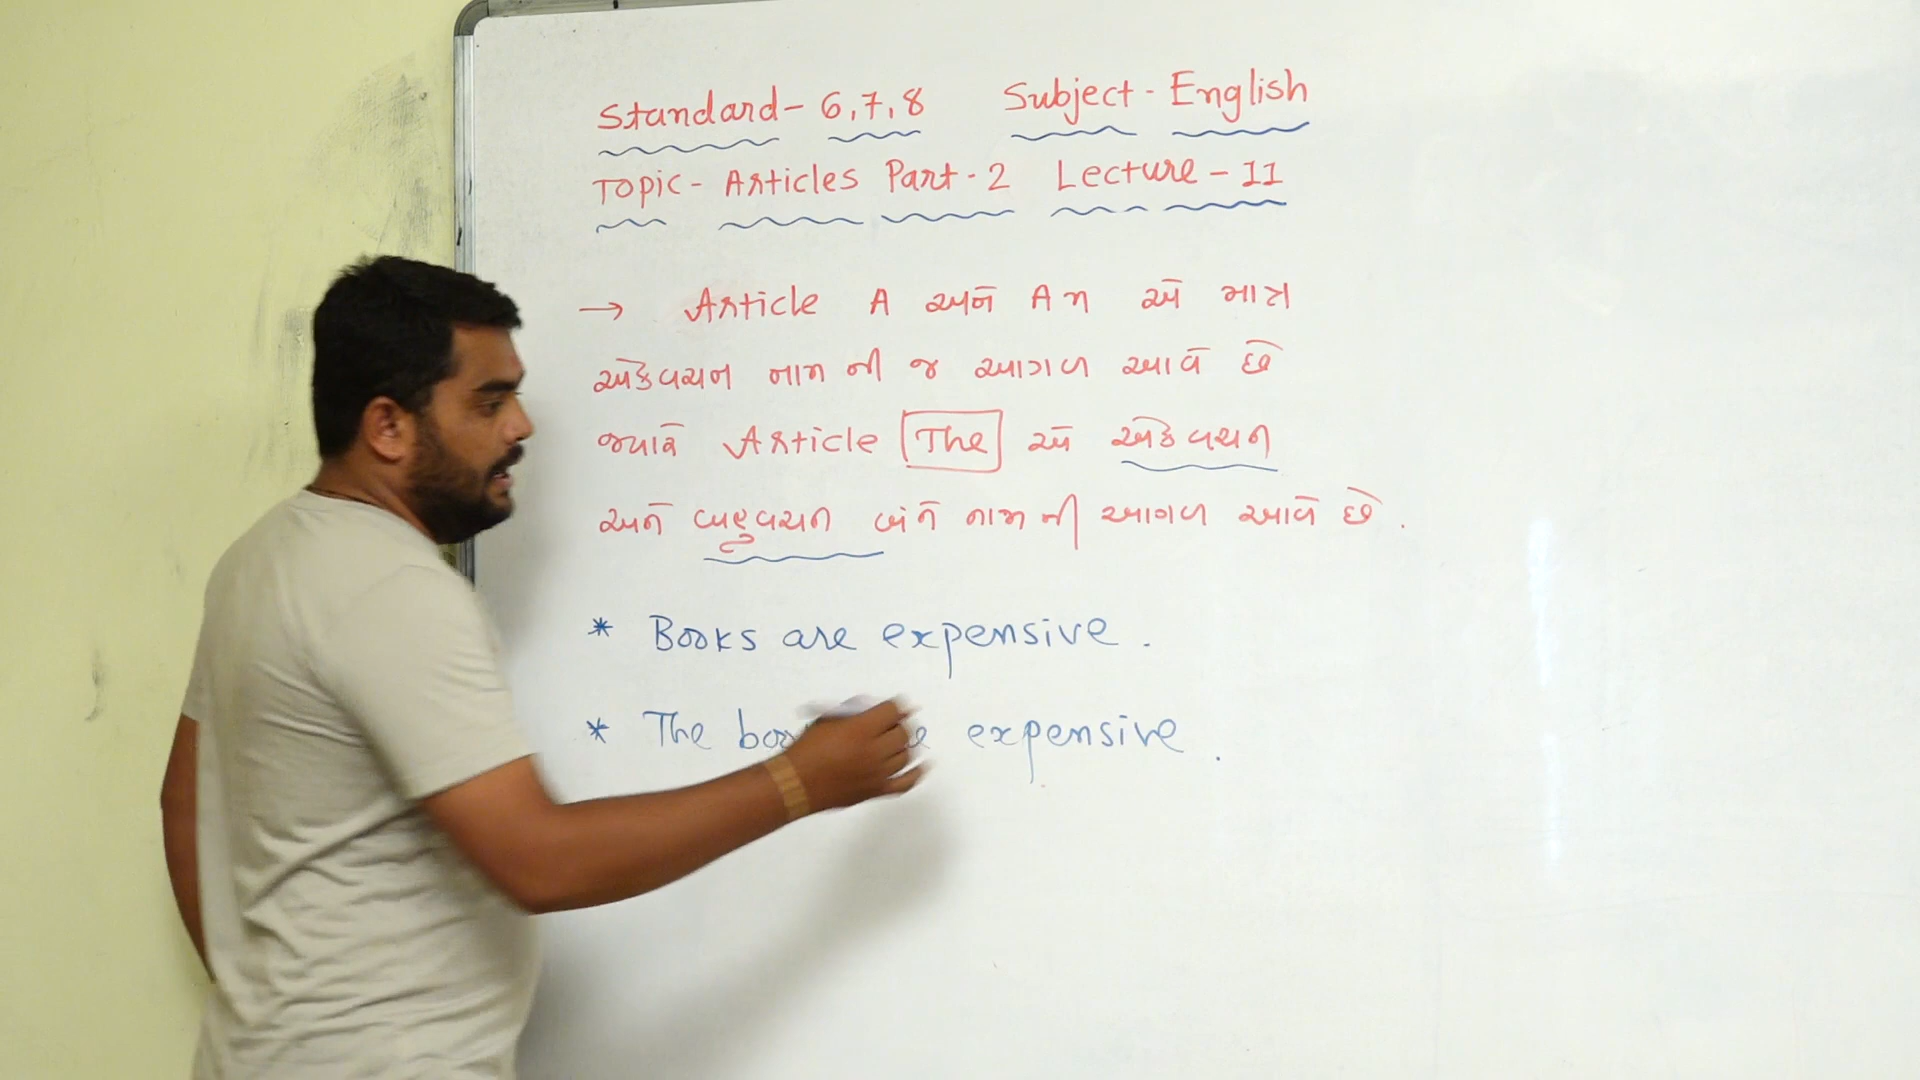 Standard- 6,7,8 Subject- English
Topic- Articles Part-2 Lecture-11
→ Article A અને An એ માત્ર
એકવચન નામ ની જ આગળ આવે છે
જ્યારે Article The એ એકવચન
અને બહુવચન બંને નામ ની આગળ આવે છે.
* Books are expensive.
* The expensive.